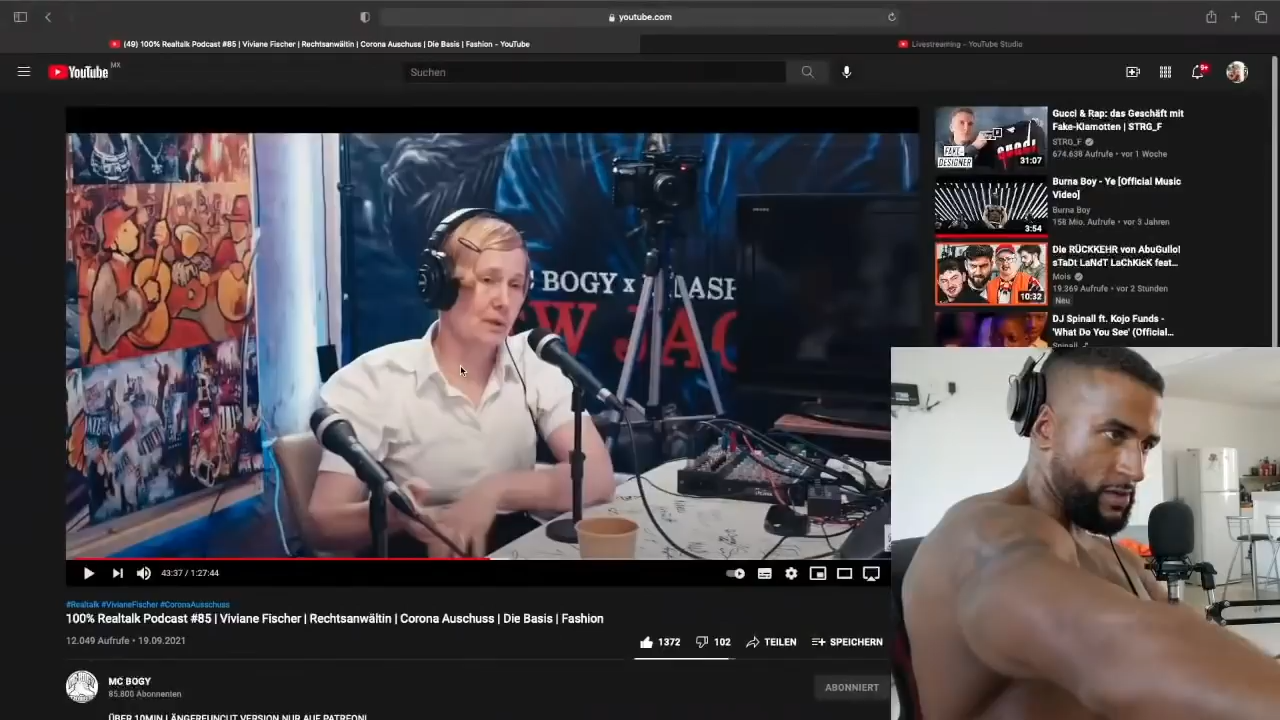 youtube.com
(49) 100% Realtalk Podcast #85 | Viviane Fischer | Rechtsanwältin | Corona Auschuss | Die Basis | Fashion - YouTube
Livestreaming - YouTube Studio
YouTube MX
Suchen
9+
BOGY x
Gucci & Rap: das Geschäft mit
Fake-Klamotten | STRG_F
STRG_F
674.638 Aufrufe • vor 1 Woche
FAKE-
DESIGNER
31:07
Burna Boy - Ye [Official Music
Video]
Burna Boy
158 Mio. Aufrufe • vor 3 Jahren
3:54
Die RÜCKKEHR von AbuGullo!
sTaDt LaNdT LaChKicK feat...
Mois
19.369 Aufrufe • vor 2 Stunden
Neu
10:32
DJ Spinall ft. Kojo Funds -
'What Do You See' (Official...
Spinall
43:37 / 1:27:44
#Realtalk #VivianeFischer #CoronaAusschuss
100% Realtalk Podcast #85 | Viviane Fischer | Rechtsanwältin | Corona Auschuss | Die Basis | Fashion
12.049 Aufrufe • 19.09.2021
1372
102
TEILEN
SPEICHERN
MC BOGY
85.800 Abonnenten
ABONNIERT
ÜBER 10MIN LÄNGERE UNCUT VERSION NUR AUF PATREON!